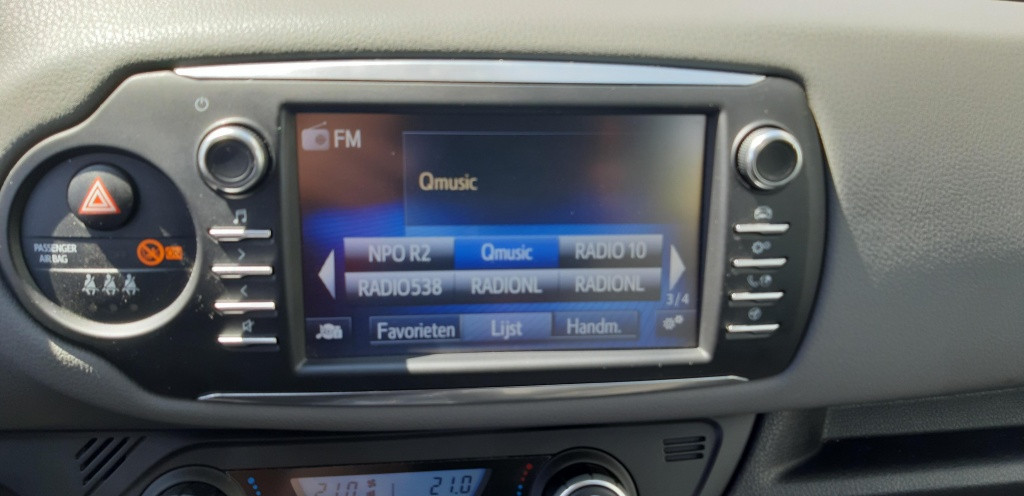 FM
Qmusic
NPO R2 Qmusic RADIO 10
RADIO538 RADIONL RADIONL
3/4
Favorieten Lijst Handm.
PASSENGER
AIR BAG
21.0 21.0